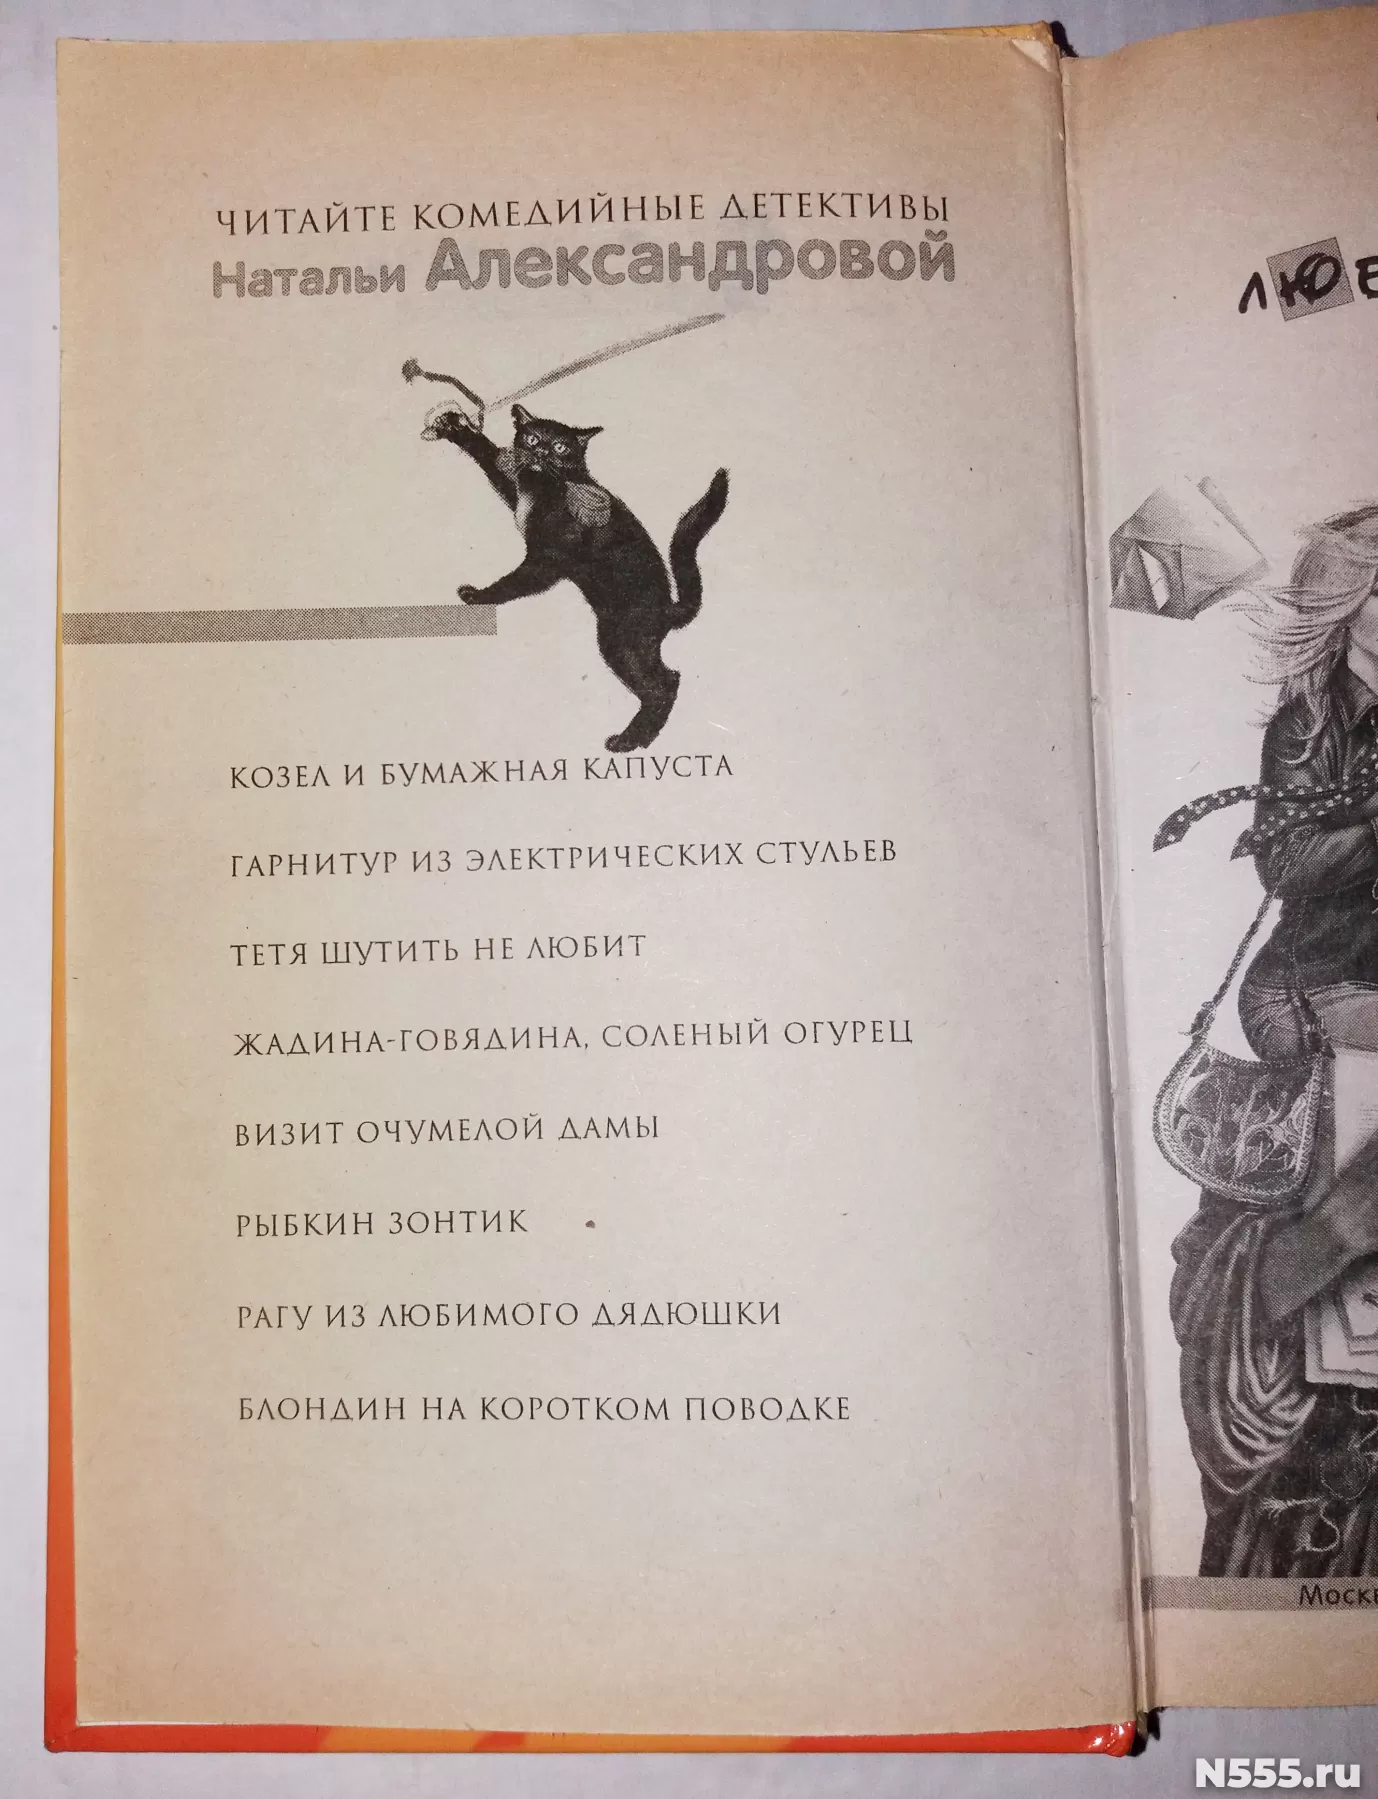 ЧИТАЙТЕ КОМЕДИЙНЫЕ ДЕТЕКТИВЫ
Натальи Александровой
КОЗЕЛ И БУМАЖНАЯ КАПУСТА
ГАРНИТУР ИЗ ЭЛЕКТРИЧЕСКИХ СТУЛЬЕВ
ТЕТЯ ШУТИТЬ НЕ ЛЮБИТ
ЖАДИНА-ГОВЯДИНА, СОЛЕНЫЙ ОГУРЕЦ
ВИЗИТ ОЧУМЕЛОЙ ДАМЫ
РЫБКИН ЗОНТИК
РАГУ ИЗ ЛЮБИМОГО ДЯДЮШКИ
БЛОНДИН НА КОРОТКОМ ПОВОДКЕ
N555.ru